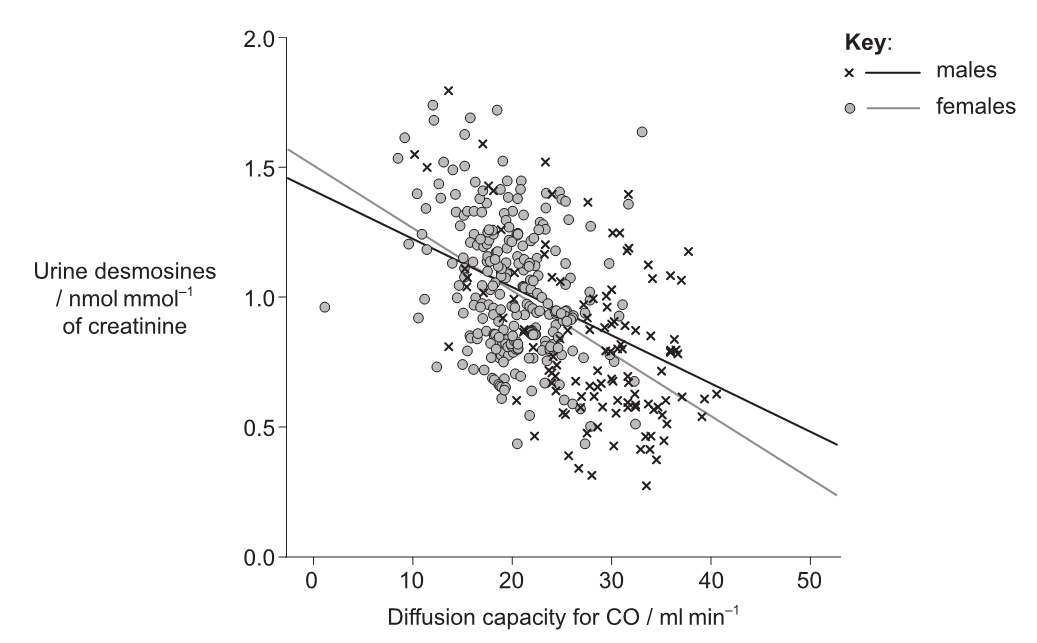 Key:
males
females
2.0
1.5
1.0
0.5
0.0
Urine desmosines
/ nmol mmol⁻¹
of creatinine
0 10 20 30 40 50
Diffusion capacity for CO / ml min⁻¹